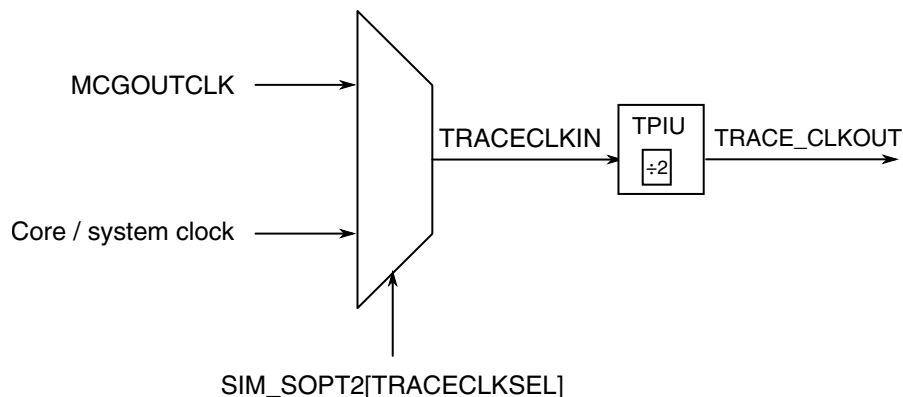 MCGOUTCLK
TRACECLKIN
TPIU
÷2
TRACE_CLKOUT
Core / system clock
SIM_SOPT2[TRACECLKSEL]